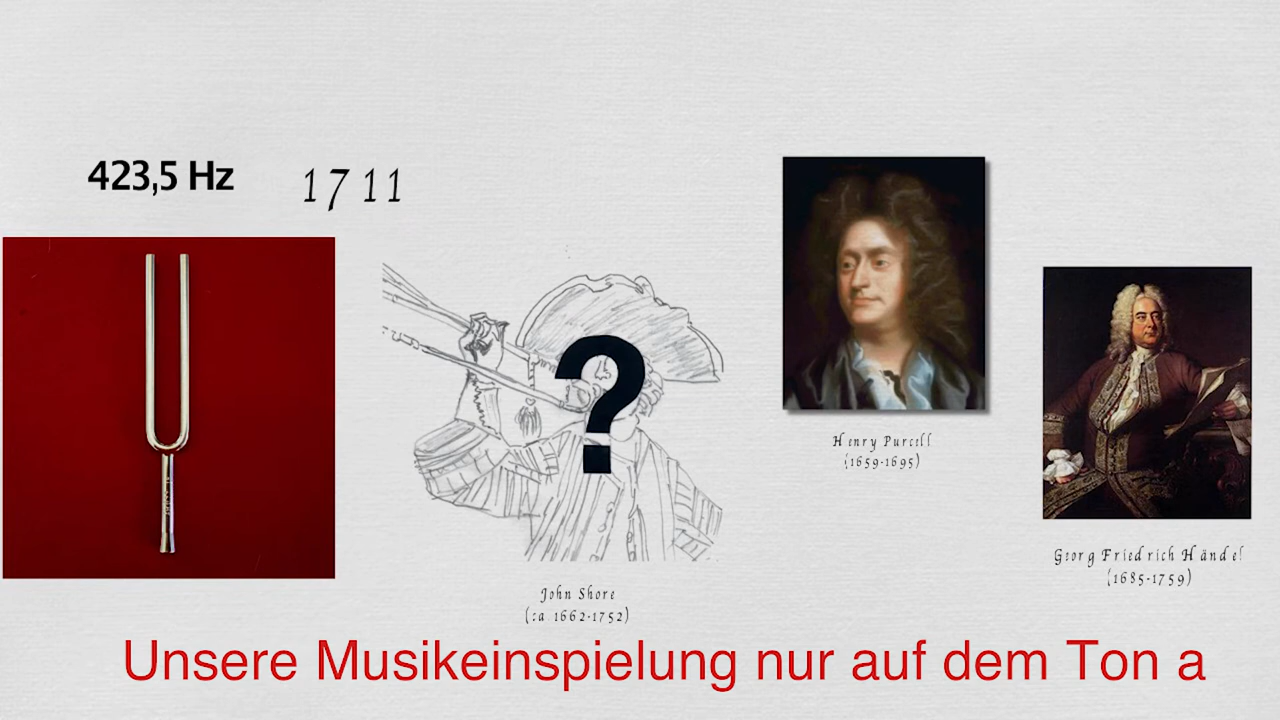 423,5 Hz
1711
?
Henry Purcell
(1659-1695)
Georg Friedrich Händel
(1685-1759)
John Shore
(ca 1662-1752)
Unsere Musikeinspielung nur auf dem Ton a